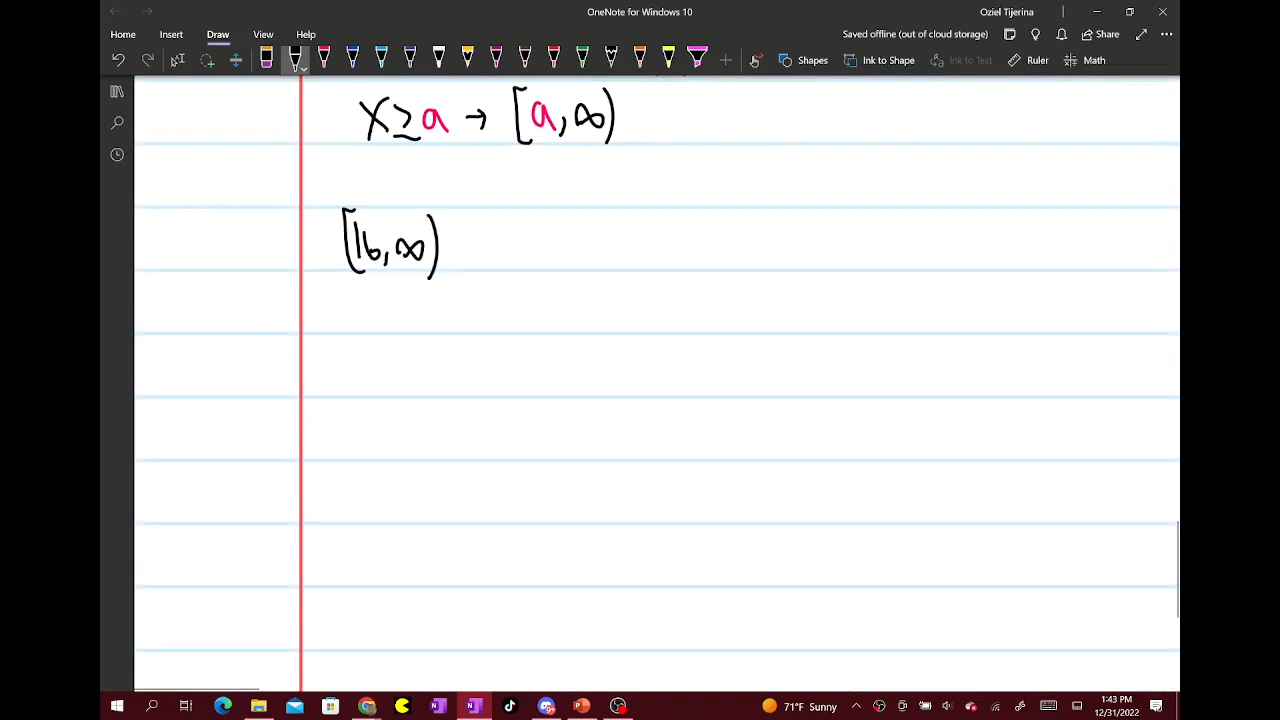 OneNote for Windows 10
Oziel Tijerina
Home Insert Draw View Help
Saved offline (out of cloud storage)
Share
Shapes
Ink to Shape
Ink to Text
Ruler
Math
x ≥ a → [a, ∞)
[16, ∞)
71°F Sunny
1:43 PM
12/31/2022